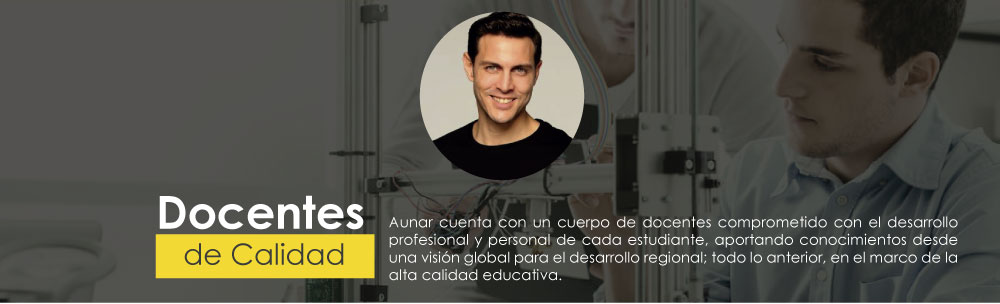 Docentes
de Calidad
Aunar cuenta con un cuerpo de docentes comprometido con el desarrollo
profesional y personal de cada estudiante, aportando conocimientos desde
una visión global para el desarrollo regional; todo lo anterior, en el marco de la
alta calidad educativa.